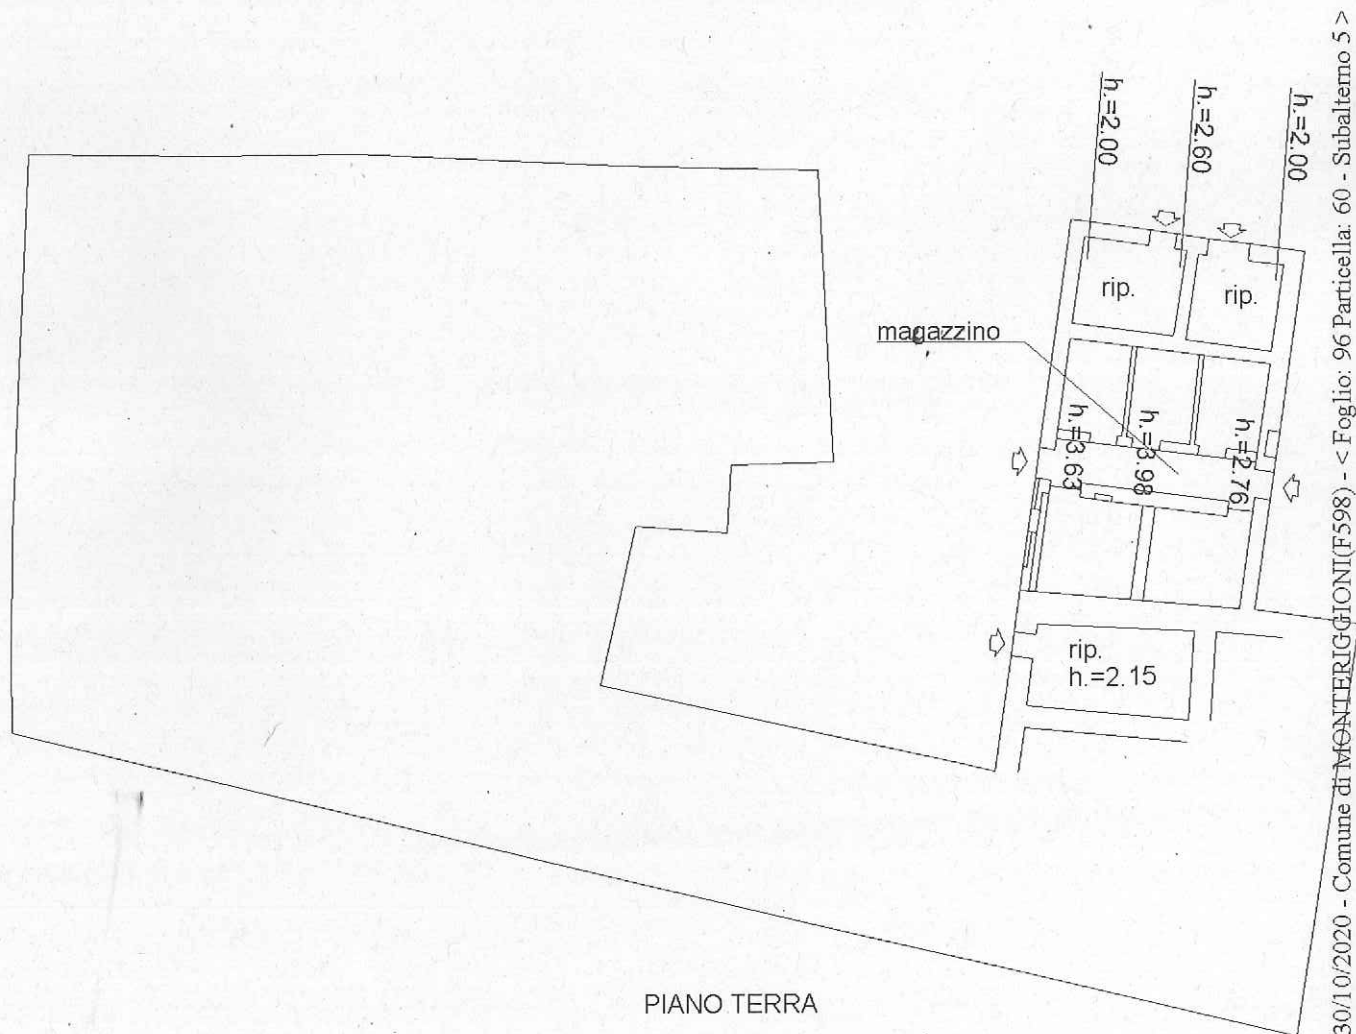 h.=2.00
h.=2.60
h.=2.00
rip.
rip.
magazzino
h.=3.63
h.=3.98
h.=2.76
rip.
h.=2.15
PIANO TERRA
30/10/2020 - Comune di MONTERIGGIONI(F598) - < Foglio: 96 Particella: 60 - Subalterno 5 >